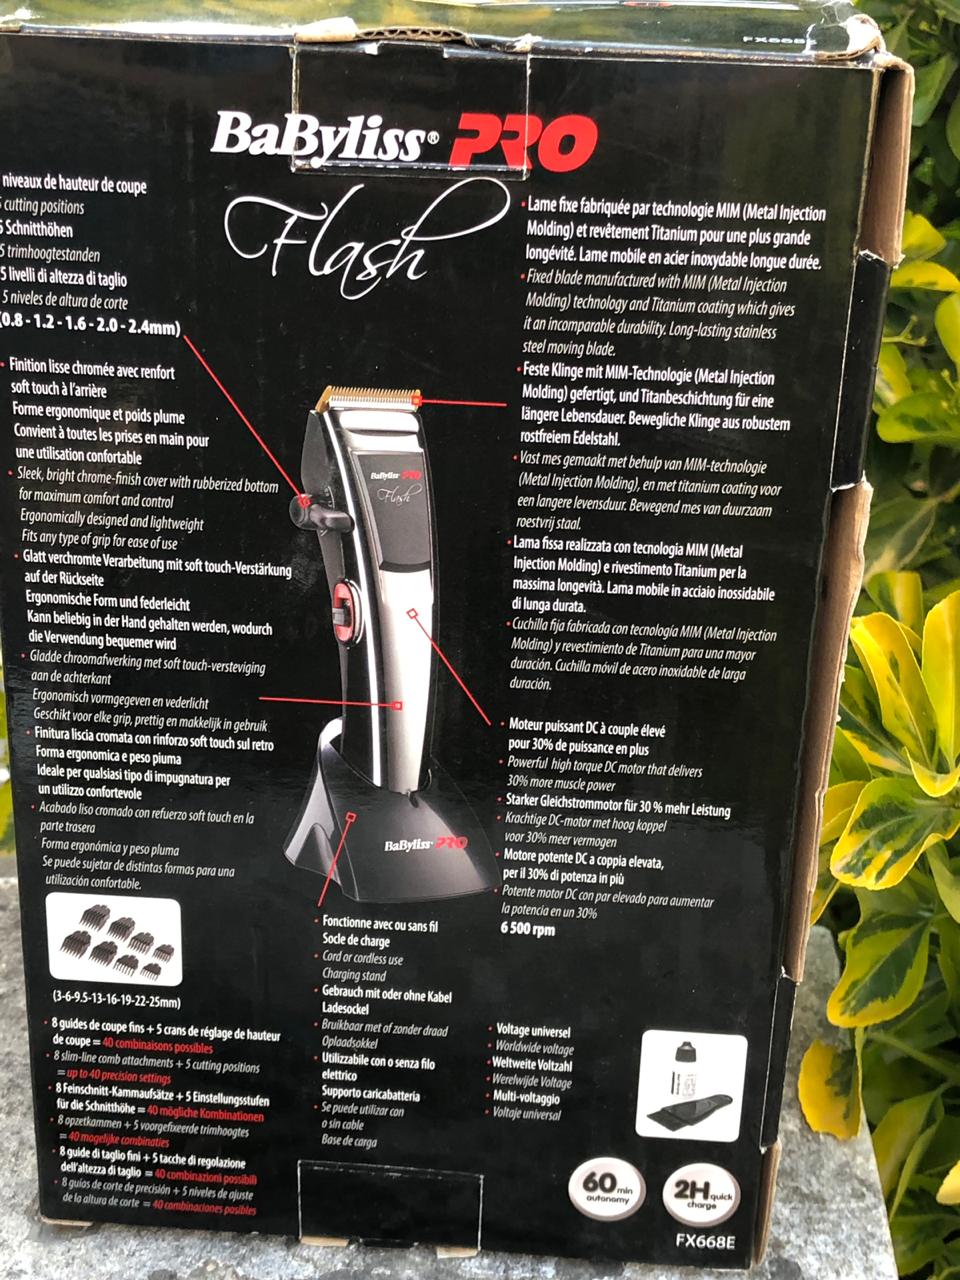 FX668E
BaByliss® PRO
Flash
niveaux de hauteur de coupe
5 cutting positions
5 Schnitthöhen
5 trimhoogtestanden
5 livelli di altezza di taglio
5 niveles de altura de corte
(0.8 - 1.2 - 1.6 - 2.0 - 2.4mm)
• Finition lisse chromée avec renfort
soft touch à l'arrière
Forme ergonomique et poids plume
Convient à toutes les prises en main pour
une utilisation confortable
• Sleek, bright chrome-finish cover with rubberized bottom
for maximum comfort and control
Ergonomically designed and lightweight
Fits any type of grip for ease of use
• Glatt verchromte Verarbeitung mit soft touch-Verstärkung
auf der Rückseite
Ergonomische Form und federleicht
Kann beliebig in der Hand gehalten werden, wodurch
die Verwendung bequemer wird
• Gladde chroomafwerking met soft touch-versteviging
aan de achterkant
Ergonomisch vormgegeven en vederlicht
Geschikt voor elke grip, prettig en makkelijk in gebruik
• Finitura liscia cromata con rinforzo soft touch sul retro
Forma ergonomica e peso piuma
Ideale per qualsiasi tipo di impugnatura per
un utilizzo confortevole
• Acabado liso cromado con refuerzo soft touch en la
parte trasera
Forma ergonómica y peso pluma
Se puede sujetar de distintas formas para una
utilización confortable.
(3-6-9.5-13-16-19-22-25mm)
• 8 guides de coupe fins + 5 crans de réglage de hauteur
de coupe = 40 combinaisons possibles
• 8 slim-line comb attachments + 5 cutting positions
= up to 40 precision settings
• 8 Feinschnitt-Kammaufsätze + 5 Einstellungsstufen
für die Schnitthöhe = 40 mögliche Kombinationen
• 8 opzetkammen + 5 voorgefixeerde trimhoogtes
= 40 mogelijke combinaties
• 8 guide di taglio fini + 5 tacche di regolazione
dell'altezza di taglio = 40 combinazioni possibili
• 8 guías de corte de precisión + 5 niveles de ajuste
de la altura de corte = 40 combinaciones posibles
BaByliss PRO
Flash
BaByliss® PRO
• Fonctionne avec ou sans fil
Socle de charge
• Cord or cordless use
Charging stand
• Gebrauch mit oder ohne Kabel
Ladesockel
• Bruikbaar met of zonder draad
Oplaadsokkel
• Utilizzabile con o senza filo
elettrico
Supporto caricabatteria
• Se puede utilizar con
o sin cable
Base de carga
• Lame fixe fabriquée par technologie MIM (Metal Injection
Molding) et revêtement Titanium pour une plus grande
longévité. Lame mobile en acier inoxydable longue durée.
• Fixed blade manufactured with MIM (Metal Injection
Molding) technology and Titanium coating which gives
it an incomparable durability. Long-lasting stainless
steel moving blade.
• Feste Klinge mit MIM-Technologie (Metal Injection
Molding) gefertigt, und Titanbeschichtung für eine
längere Lebensdauer. Bewegliche Klinge aus robustem
rostfreiem Edelstahl.
• Vast mes gemaakt met behulp van MIM-technologie
(Metal Injection Molding), en met titanium coating voor
een langere levensduur. Bewegend mes van duurzaam
roestvrij staal.
• Lama fissa realizzata con tecnologia MIM (Metal
Injection Molding) e rivestimento Titanium per la
massima longevità. Lama mobile in acciaio inossidabile
di lunga durata.
• Cuchilla fija fabricada con tecnología MIM (Metal Injection
Molding) y revestimiento de Titanium para una mayor
duración. Cuchilla móvil de acero inoxidable de larga
duración.
• Moteur puissant DC à couple élevé
pour 30% de puissance en plus
• Powerful high torque DC motor that delivers
30% more muscle power
• Starker Gleichstrommotor für 30 % mehr Leistung
• Krachtige DC-motor met hoog koppel
voor 30% meer vermogen
• Motore potente DC a coppia elevata,
per il 30% di potenza in più
• Potente motor DC con par elevado para aumentar
la potencia en un 30%
6 500 rpm
• Voltage universel
• Worldwide voltage
• Weltweite Voltzahl
• Werelwijde Voltage
• Multi-voltaggio
• Voltaje universal
60 min
autonomy
2H quick
charge
FX668E